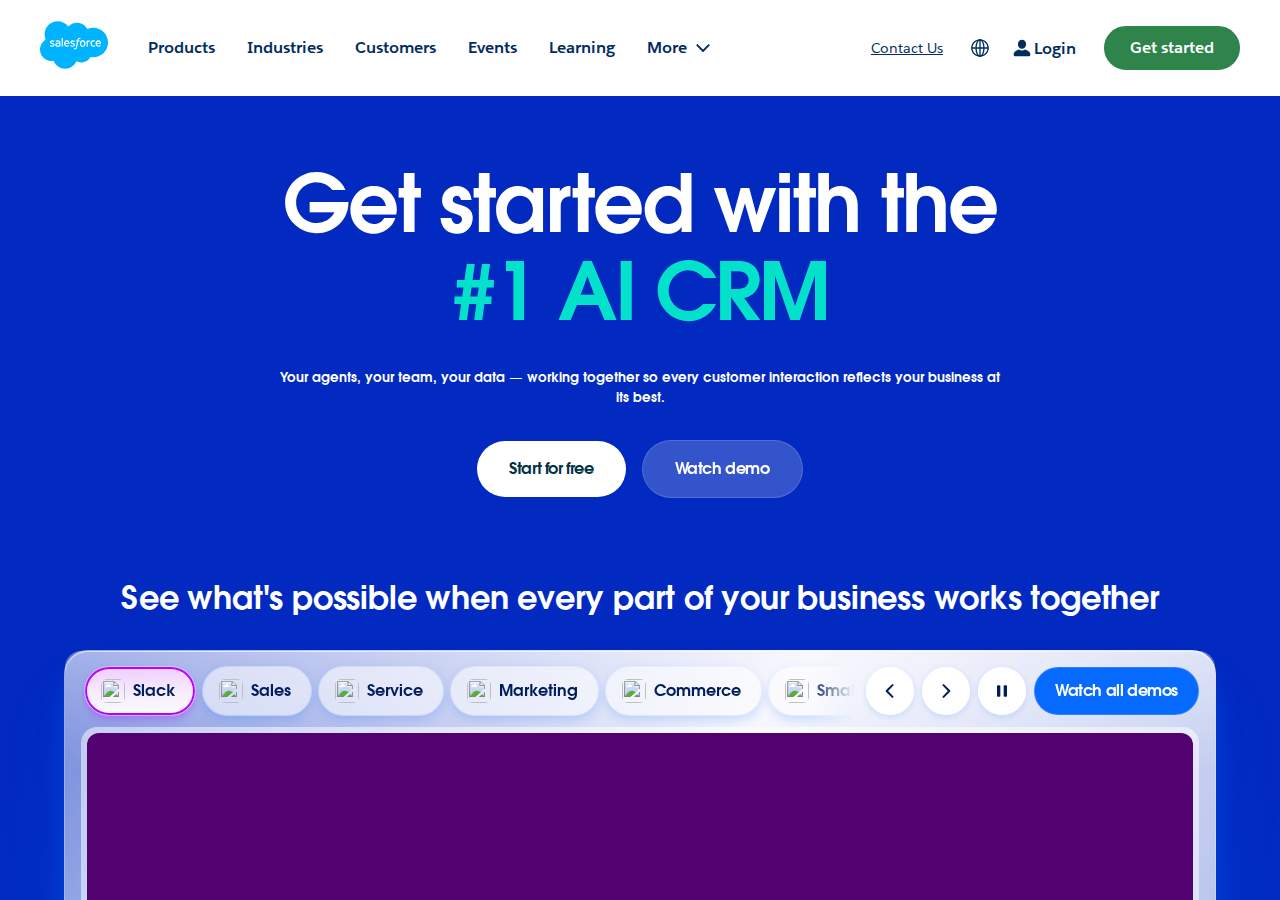 salesforce
Products
Industries
Customers
Events
Learning
More
Contact Us
Login
Get started
Get started with the
#1 AI CRM
Your agents, your team, your data — working together so every customer interaction reflects your business at
its best.
Start for free
Watch demo
See what's possible when every part of your business works together
Slack
Sales
Service
Marketing
Commerce
Sma
Watch all demos